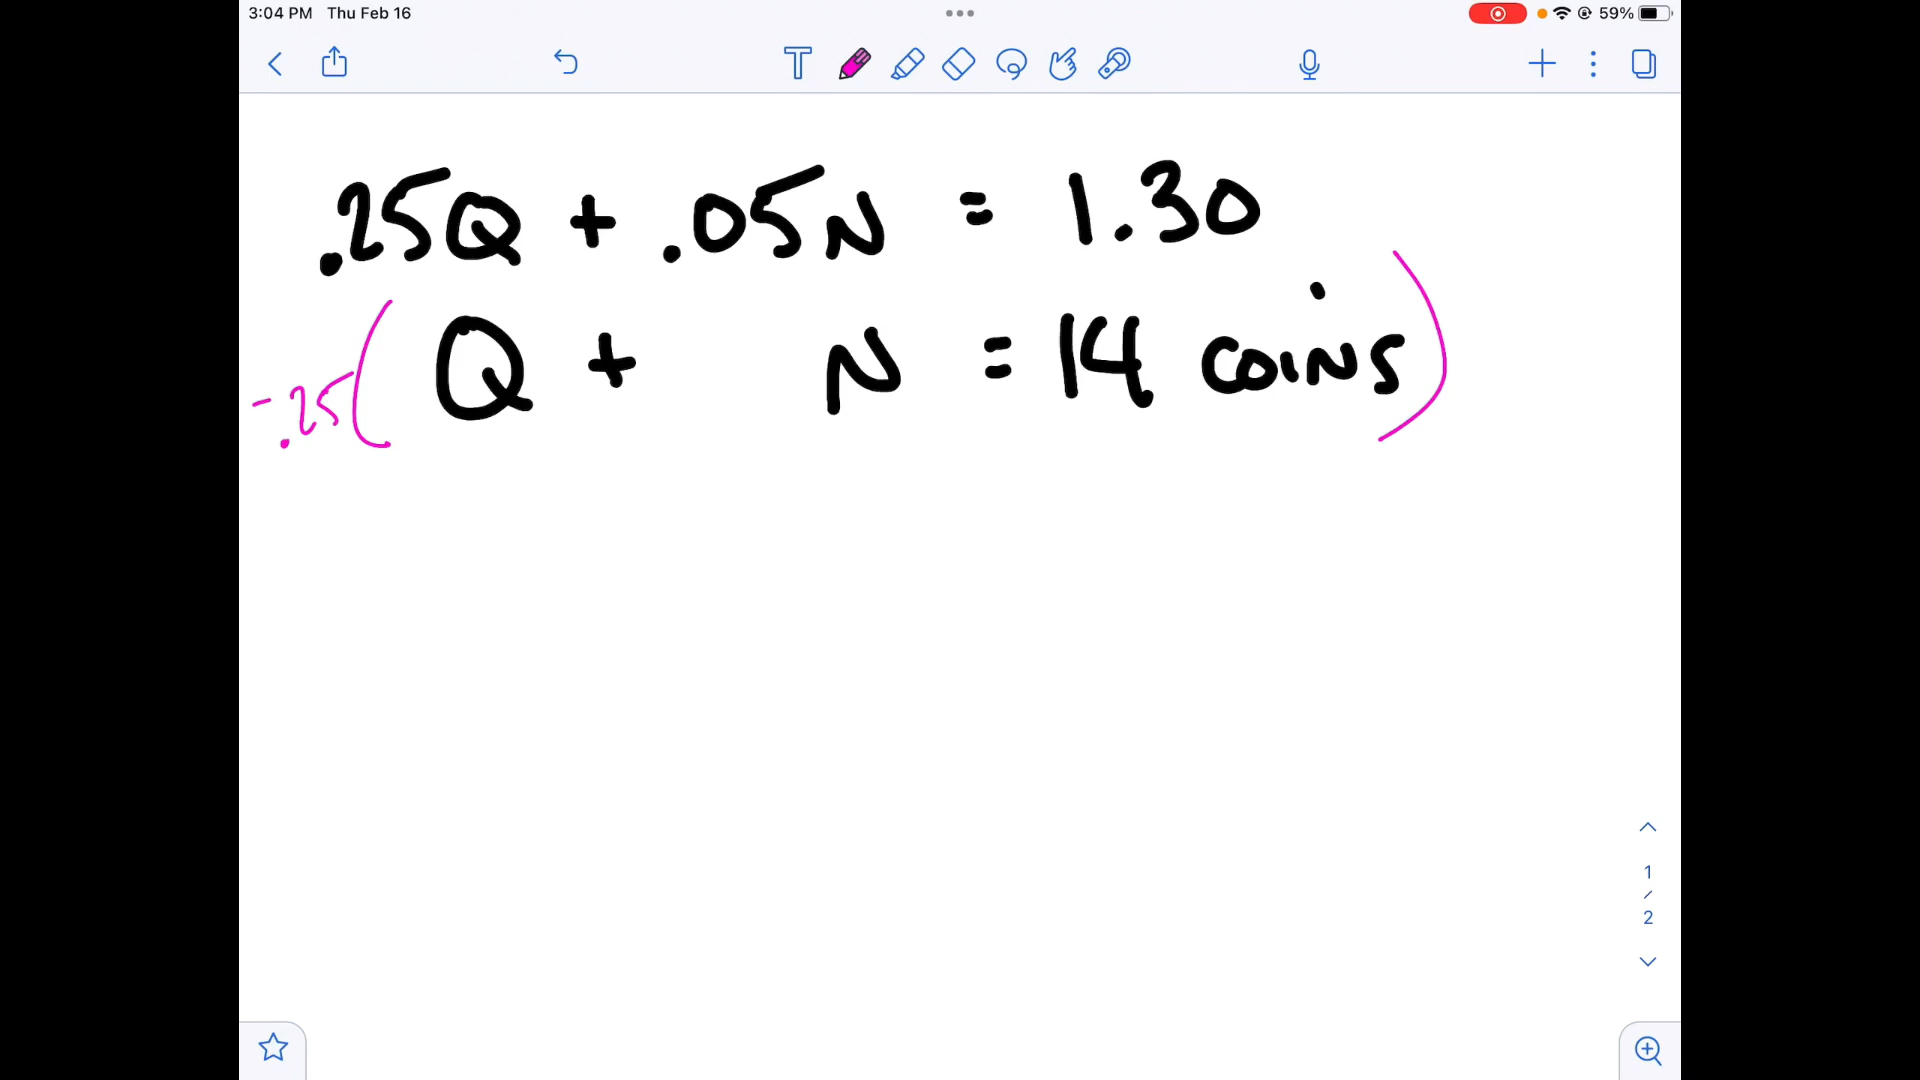 3:04 PM Thu Feb 16
59%
.25Q + .05N = 1.30
-.25( Q + N = 14 coins )
1
/
2